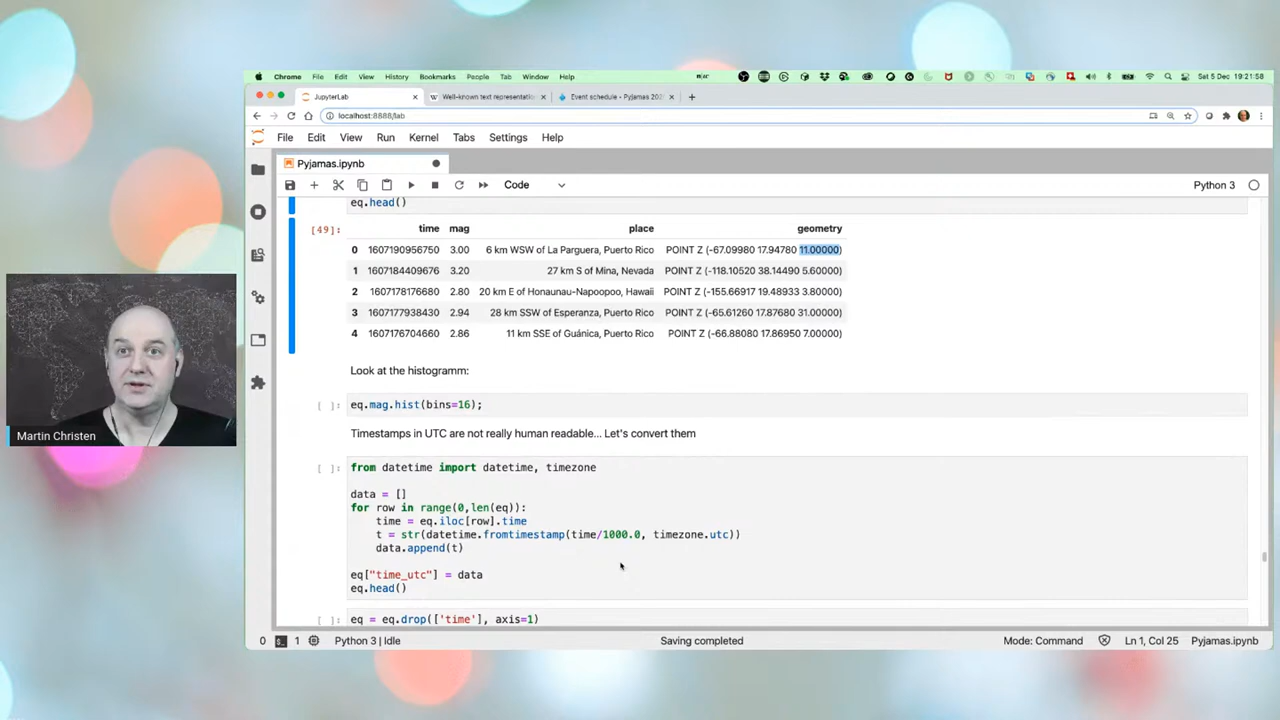 Chrome File Edit View History Bookmarks People Tab Window Help Sat 5 Dec 19:21:58
JupyterLab Well-known text representatio Event schedule - Pyjamas 202
localhost:8888/lab
File Edit View Run Kernel Tabs Settings Help
Pyjamas.ipynb
Code Python 3
eq.head()
[49]: time mag place geometry
0 1607190956750 3.00 6 km WSW of La Parguera, Puerto Rico POINT Z (-67.09980 17.94780 11.00000)
1 1607184409676 3.20 27 km S of Mina, Nevada POINT Z (-118.10520 38.14490 5.60000)
2 1607178176680 2.80 20 km E of Honaunau-Napoopoo, Hawaii POINT Z (-155.66917 19.48933 3.80000)
3 1607177938430 2.94 28 km SSW of Esperanza, Puerto Rico POINT Z (-65.61260 17.87680 31.00000)
4 1607176704660 2.86 11 km SSE of Guánica, Puerto Rico POINT Z (-66.88080 17.86950 7.00000)
Look at the histogramm:
[ ]: eq.mag.hist(bins=16);
Timestamps in UTC are not really human readable... Let's convert them
[ ]: from datetime import datetime, timezone
data = []
for row in range(0,len(eq)):
time = eq.iloc[row].time
t = str(datetime.fromtimestamp(time/1000.0, timezone.utc))
data.append(t)
eq["time_utc"] = data
eq.head()
[ ]: eq = eq.drop(['time'], axis=1)
0 1 Python 3 | Idle Saving completed Mode: Command Ln 1, Col 25 Pyjamas.ipynb
Martin Christen